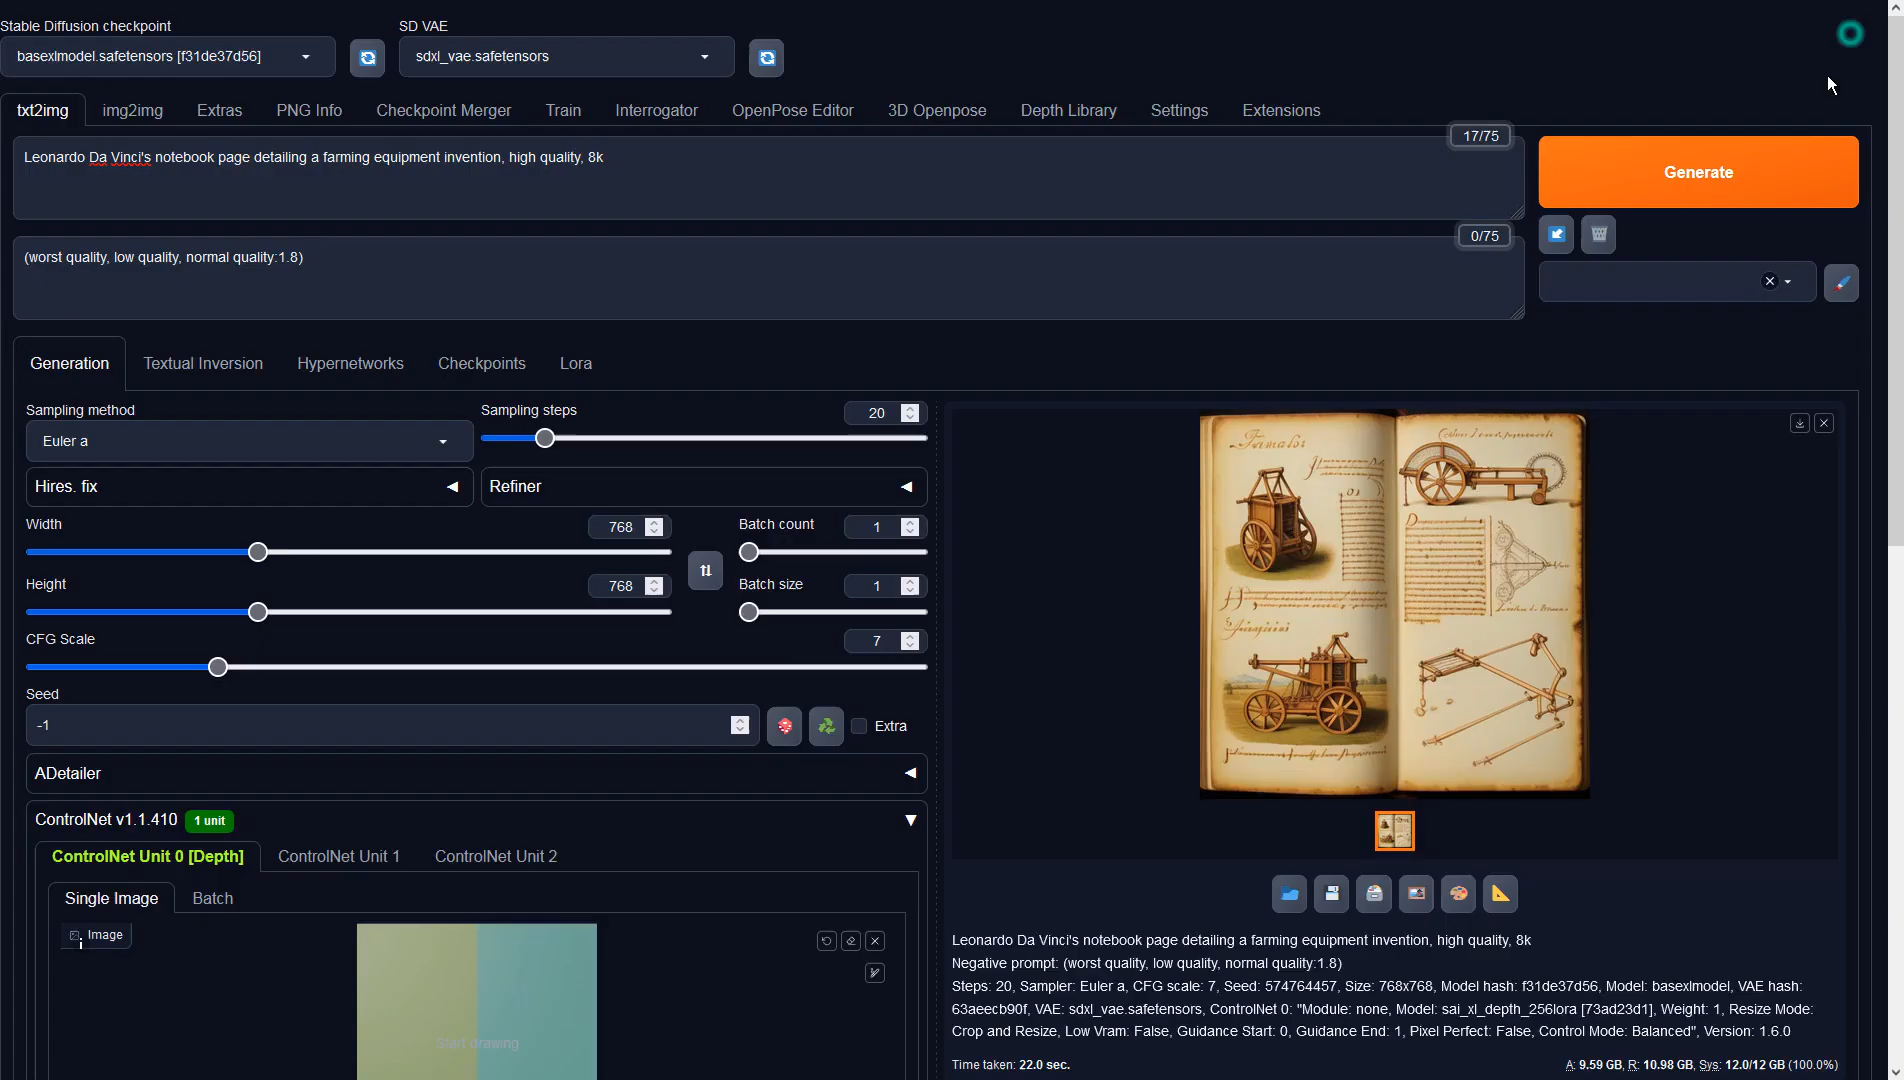 Stable Diffusion checkpoint
SD VAE
basexlmodel.safetensors [f31de37d56]
sdxl_vae.safetensors
txt2img
img2img
Extras
PNG Info
Checkpoint Merger
Train
Interrogator
OpenPose Editor
3D Openpose
Depth Library
Settings
Extensions
17/75
Leonardo Da Vinci's notebook page detailing a farming equipment invention, high quality, 8k
Generate
0/75
(worst quality, low quality, normal quality:1.8)
Generation
Textual Inversion
Hypernetworks
Checkpoints
Lora
Sampling method
Sampling steps
20
Euler a
Hires. fix
Refiner
Width
768
Batch count
1
Height
768
Batch size
1
CFG Scale
7
Seed
-1
Extra
ADetailer
ControlNet v1.1.410
1 unit
ControlNet Unit 0 [Depth]
ControlNet Unit 1
ControlNet Unit 2
Single Image
Batch
Image
Start drawing
Leonardo Da Vinci's notebook page detailing a farming equipment invention, high quality, 8k
Negative prompt: (worst quality, low quality, normal quality:1.8)
Steps: 20, Sampler: Euler a, CFG scale: 7, Seed: 574764457, Size: 768x768, Model hash: f31de37d56, Model: basexlmodel, VAE hash:
63aeecb90f, VAE: sdxl_vae.safetensors, ControlNet 0: "Module: none, Model: sai_xl_depth_256lora [73ad23d1], Weight: 1, Resize Mode:
Crop and Resize, Low Vram: False, Guidance Start: 0, Guidance End: 1, Pixel Perfect: False, Control Mode: Balanced", Version: 1.6.0
Time taken: 22.0 sec.
A: 9.59 GB, R: 10.98 GB, Sys: 12.0/12 GB (100.0%)